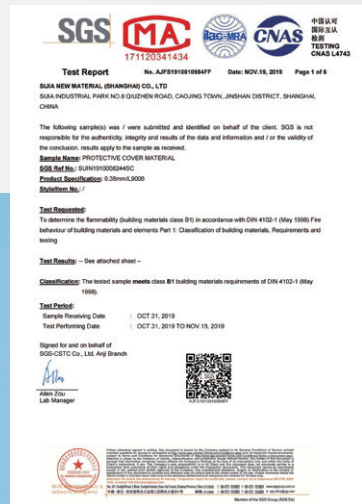 SGS
MA
171120341434
ilac-MRA
CNAS
中国认可
国际互认
检测
TESTING
CNAS L4743
Test Report No. AJFS1910010984FF Date: NOV.19, 2019 Page 1 of 6
SUIA NEW MATERIAL (SHANGHAI) CO., LTD
SUIA INDUSTRIAL PARK NO.8 QIUZHEN ROAD, CAOJING TOWN, JINSHAN DISTRICT, SHANGHAI,
CHINA
The following sample(s) was / were submitted and identified on behalf of the client. SGS is not
responsible for the authenticity, integrity and results of the data and information and / or the validity of
the conclusion. results apply to the sample as received.
Sample Name: PROTECTIVE COVER MATERIAL
SGS Ref No.: SUIN1910008244SC
Product Specification: 0.38mm/L9006
Style/Item No.: /
Test Requested:
To determine the flammability (building materials class B1) in accordance with DIN 4102-1 (May 1998) Fire
behaviour of building materials and elements Part 1: Classification of building materials, Requirements and
testing
Test Results: -- See attached sheet --
Classification: The tested sample meets class B1 building materials requirements of DIN 4102-1 (May
1998).
Test Period:
Sample Receiving Date : OCT.31, 2019
Test Performing Date : OCT.31, 2019 TO NOV.15, 2019
Signed for and on behalf of
SGS-CSTC Co., Ltd. Anji Branch
Allen Zou
Lab Manager
Member of the SGS Group (SGS SA)